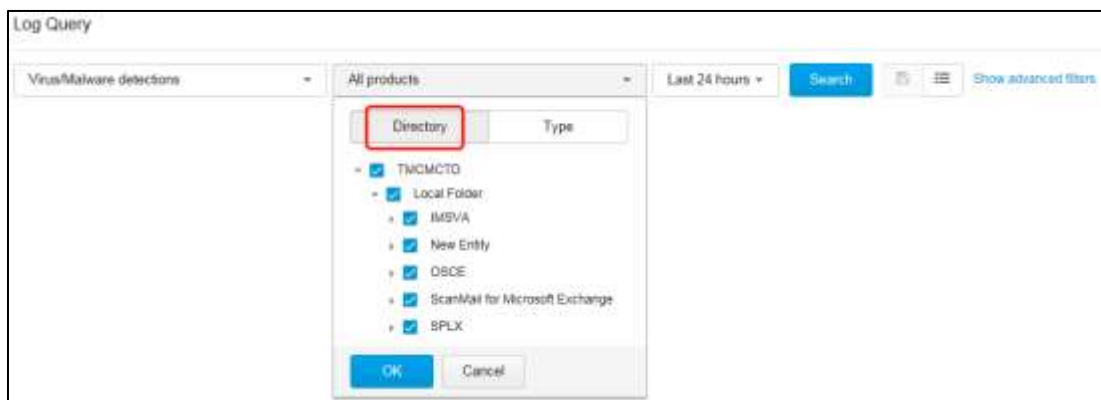 Log Query
Virus/Malware detections
All products
Last 24 hours
Search
Show advanced filters
Directory
Type
TMCMCTO
Local Folder
IMSVA
New Entity
OSCE
ScanMail for Microsoft Exchange
SPLX
OK
Cancel